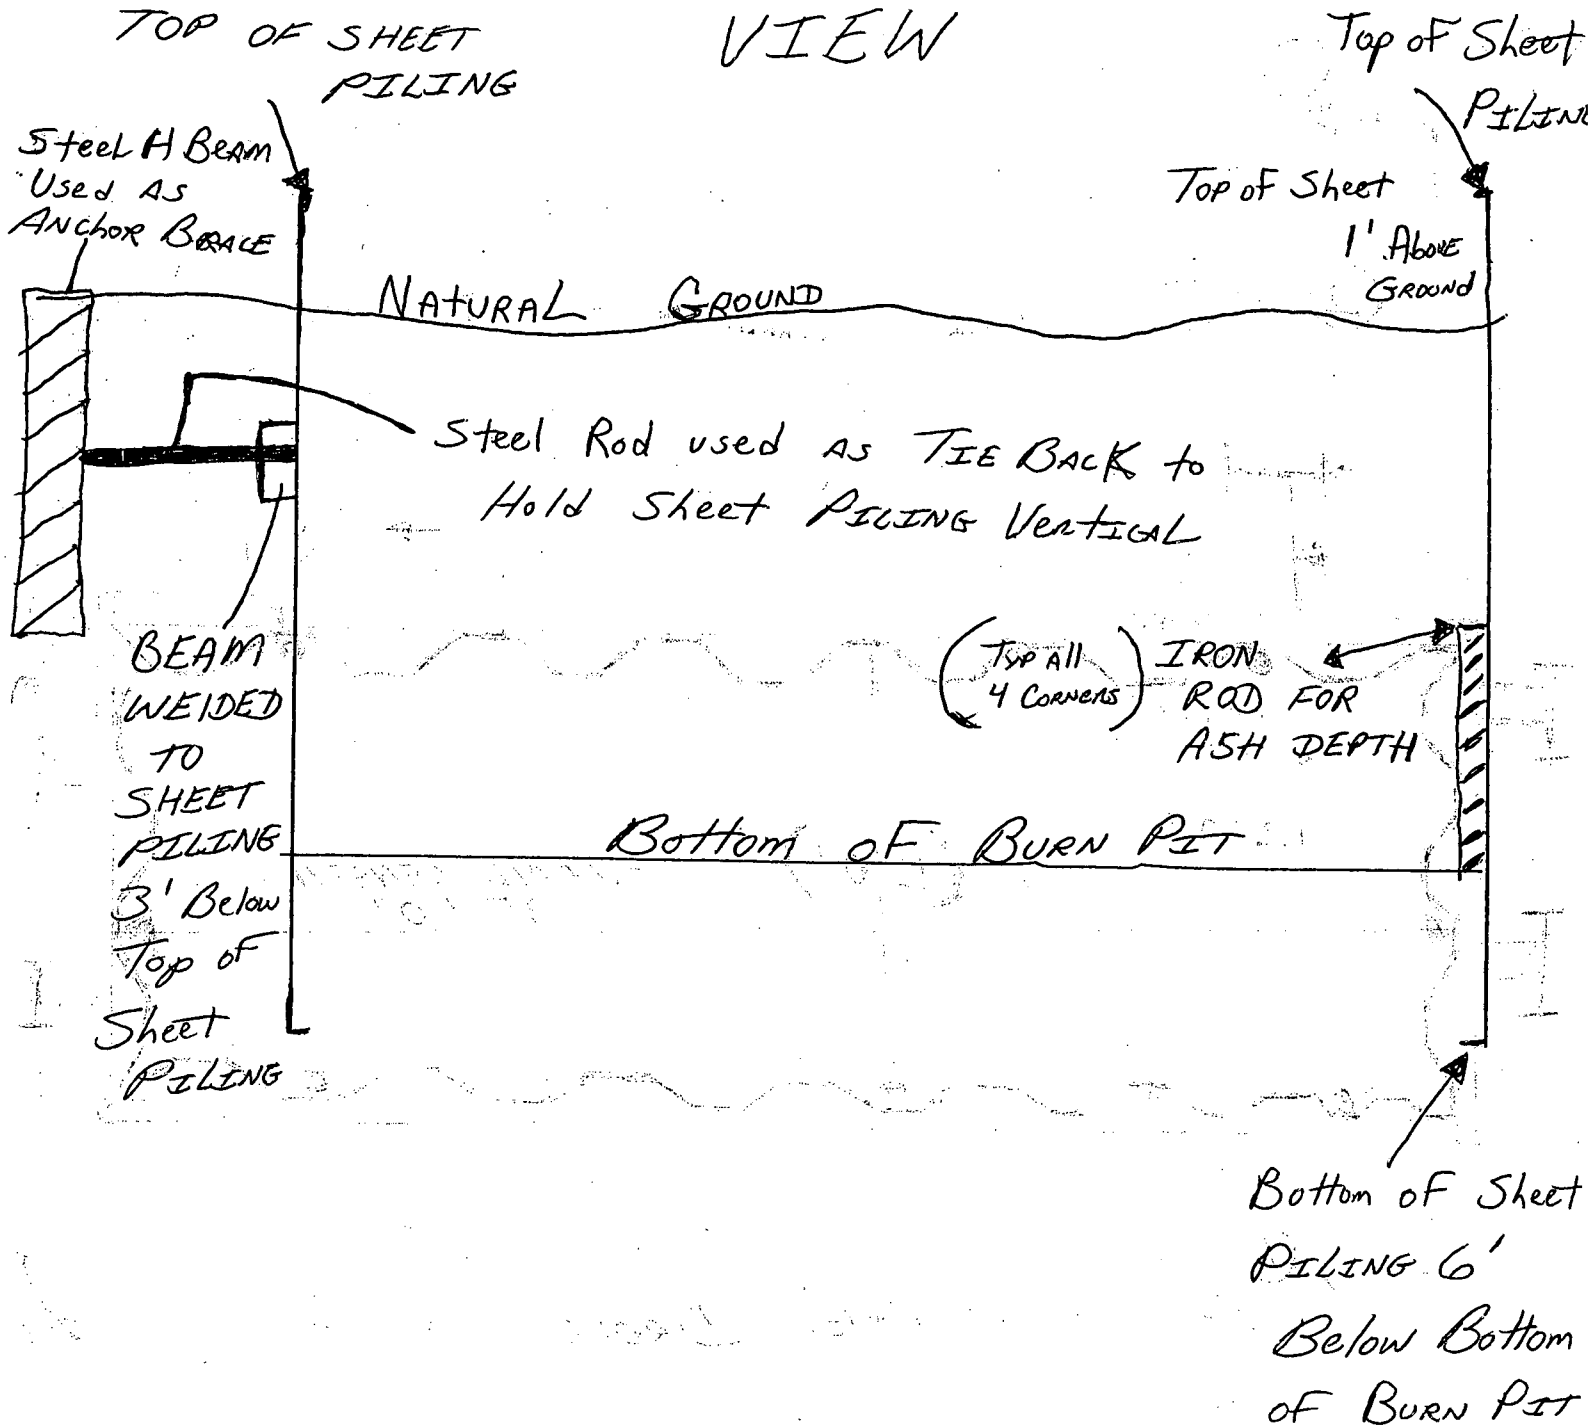 TOP OF SHEET
PILING
VIEW
Top of Sheet
PILING
Steel H Beam
Used As
ANCHOR BRACE
Top of Sheet
1' Above
GROUND
NATURAL GROUND
Steel Rod used AS TIE BACK to
Hold Sheet PILING VERTICAL
BEAM
WELDED
TO
SHEET
PILING
3' Below
Top of
Sheet
PILING
(Typ All
4 CORNERS)
IRON
ROD FOR
ASH DEPTH
Bottom OF BURN PIT
Bottom of Sheet
PILING 6'
Below Bottom
of BURN PIT